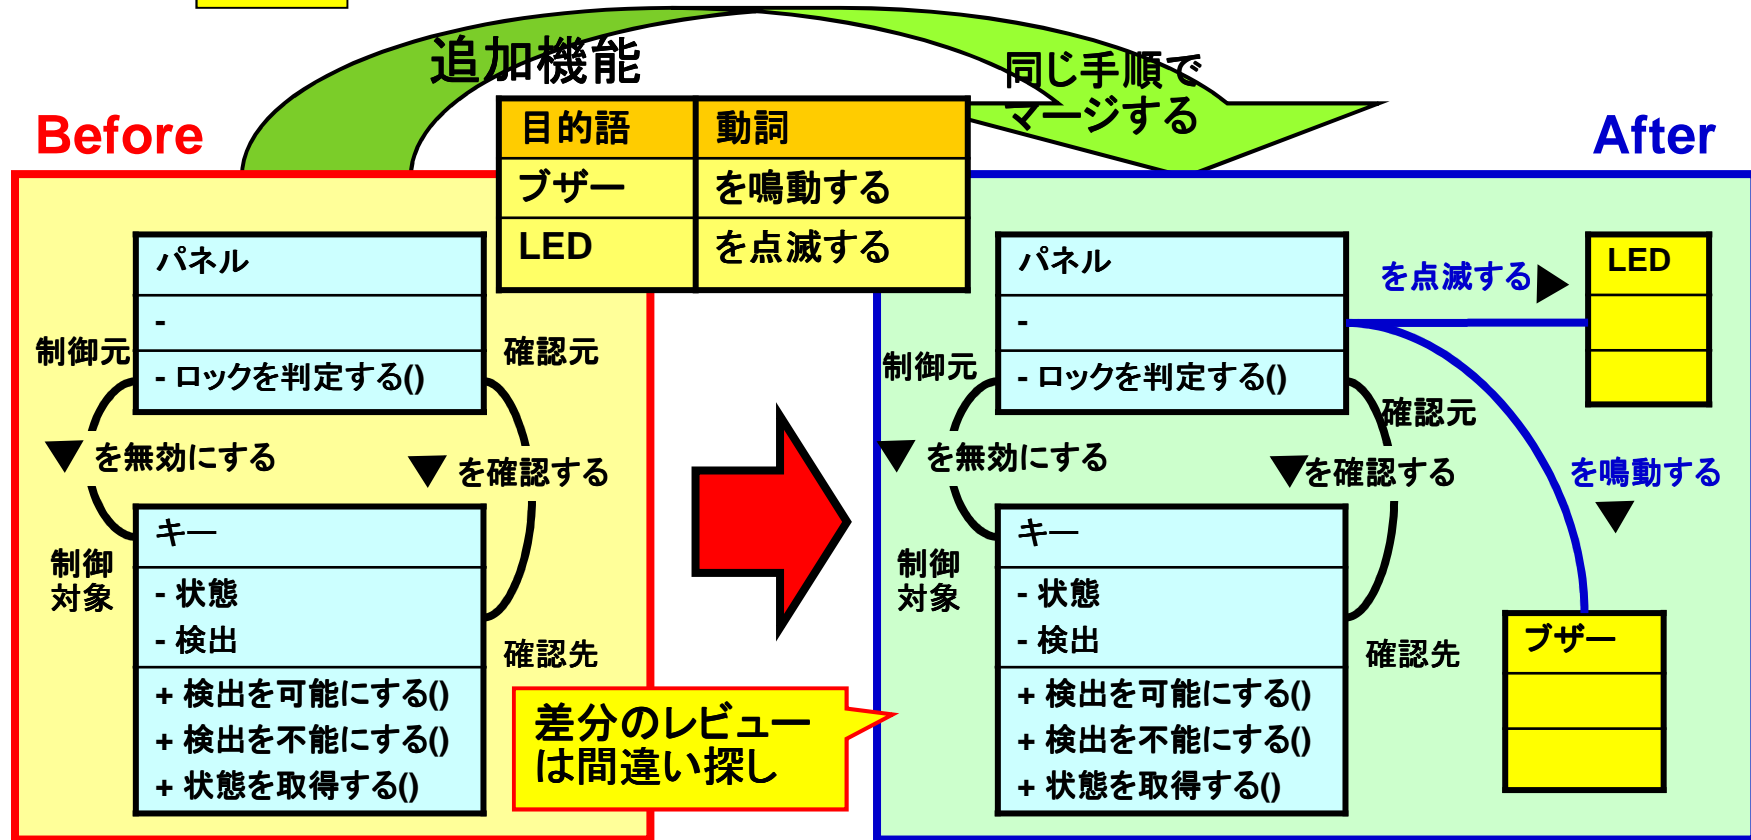 追加機能
同じ手順で
マージする
Before
After
目的語 動詞
ブザー を鳴動する
LED を点滅する
パネル
-
- ロックを判定する()
制御元
確認元
を無効にする
を確認する
キー
- 状態
- 検出
+ 検出を可能にする()
+ 検出を不能にする()
+ 状態を取得する()
制御
対象
確認先
差分のレビュー
は間違い探し
パネル
-
- ロックを判定する()
制御元
確認元
を無効にする
を確認する
キー
- 状態
- 検出
+ 検出を可能にする()
+ 検出を不能にする()
+ 状態を取得する()
制御
対象
確認先
を点滅する
LED
を鳴動する
ブザー